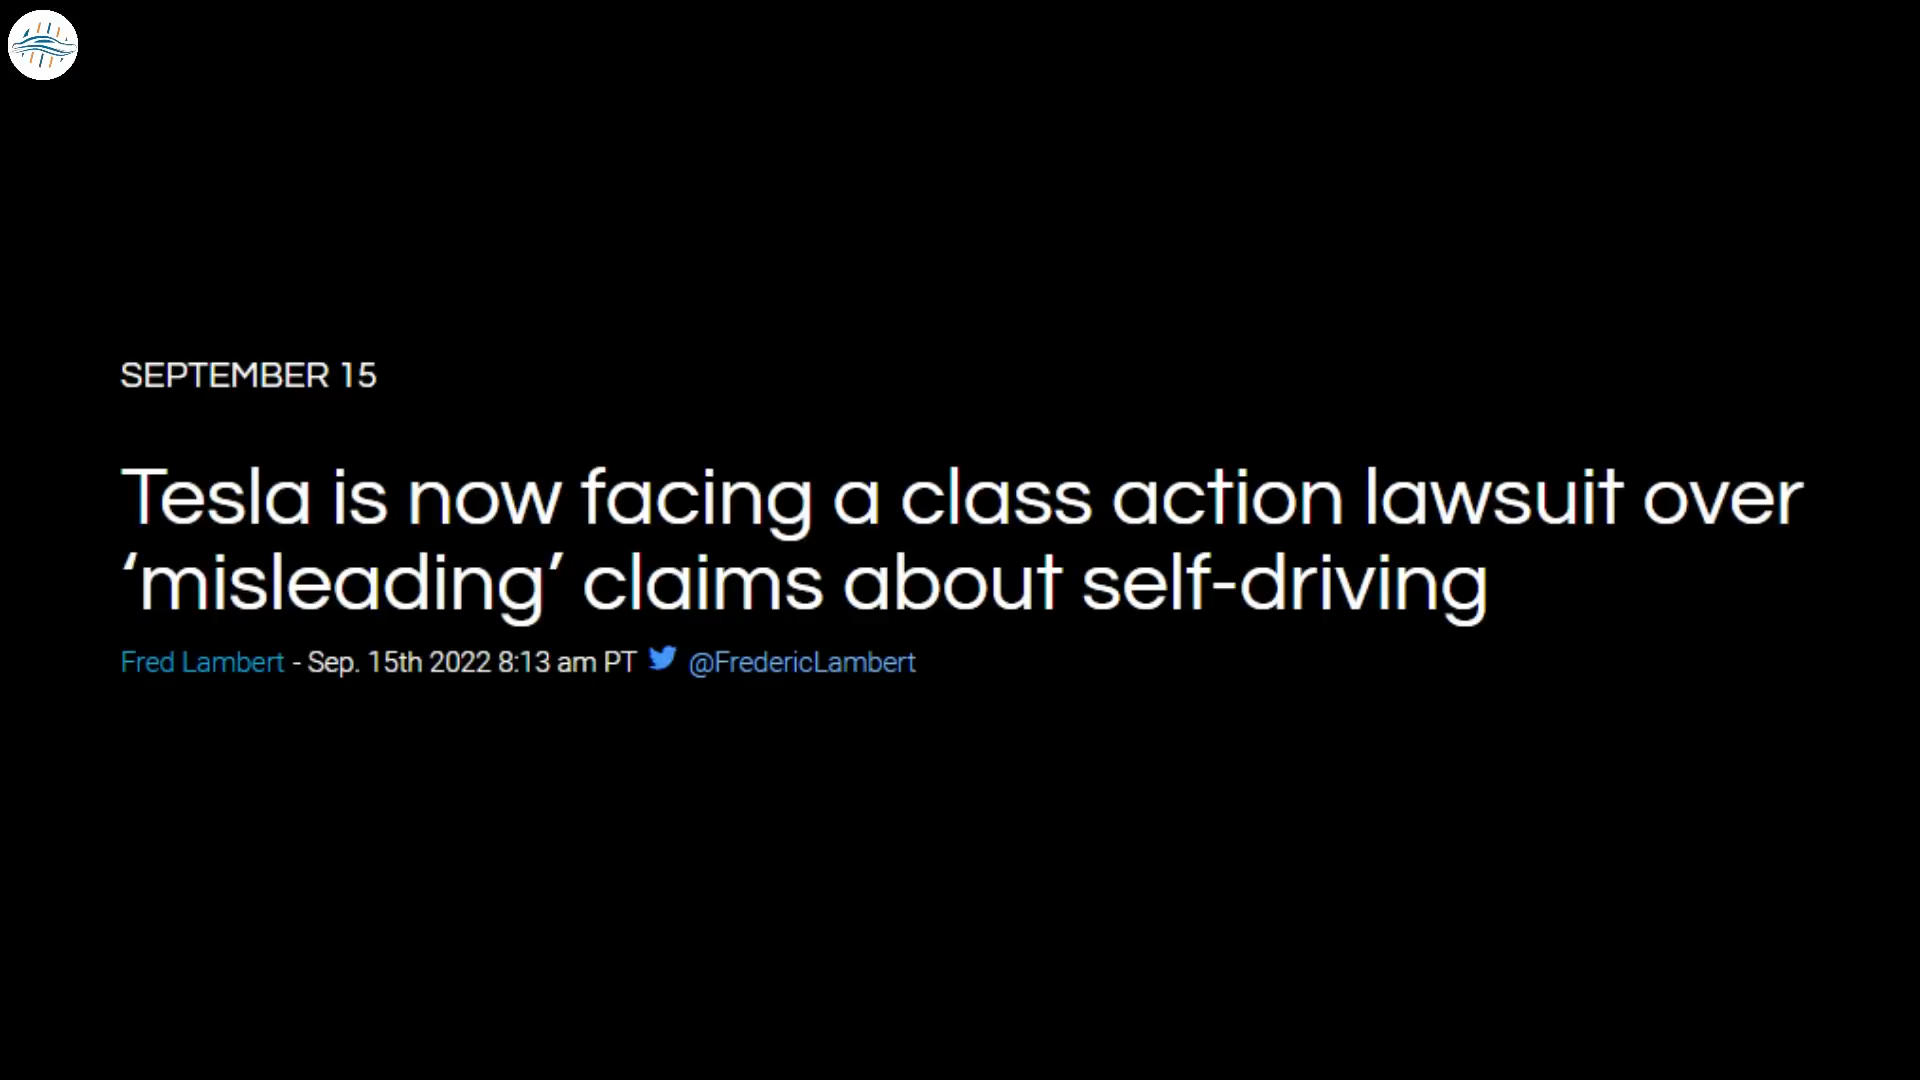 SEPTEMBER 15
Tesla is now facing a class action lawsuit over
‘misleading’ claims about self-driving
Fred Lambert - Sep. 15th 2022 8:13 am PT @FredericLambert